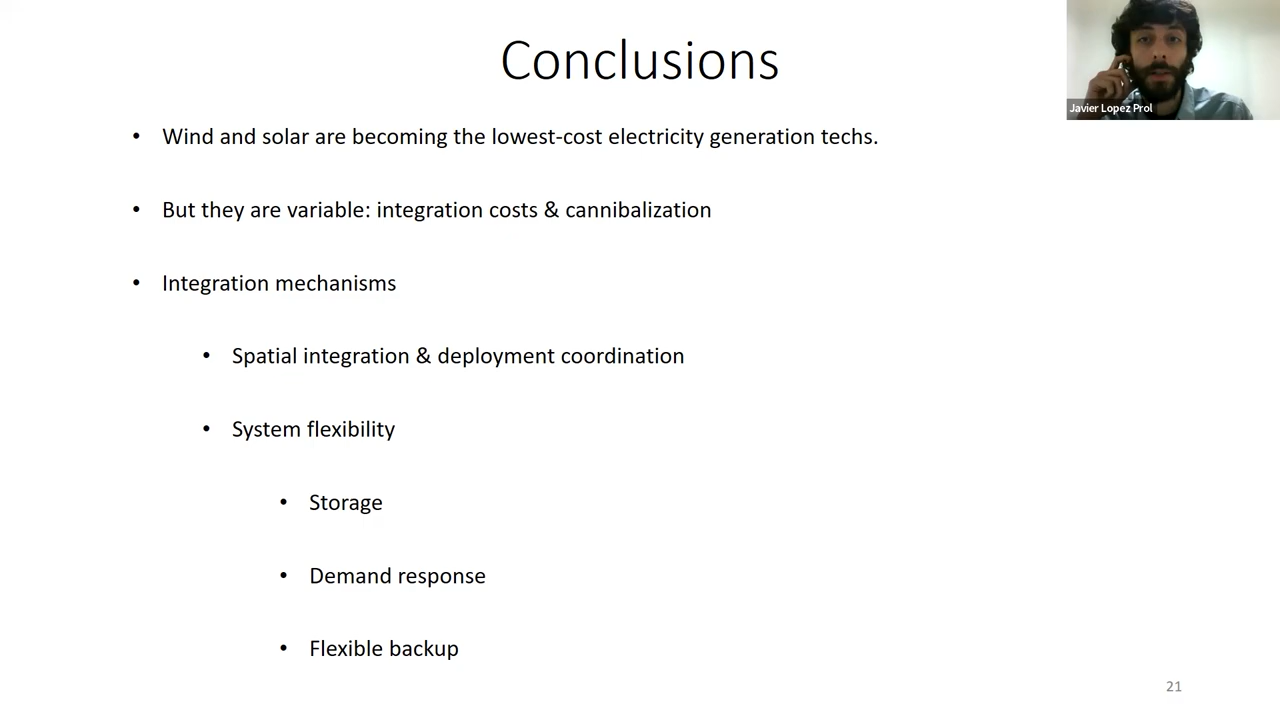 Conclusions
Javier Lopez Prol
• Wind and solar are becoming the lowest-cost electricity generation techs.
• But they are variable: integration costs & cannibalization
• Integration mechanisms
• Spatial integration & deployment coordination
• System flexibility
• Storage
• Demand response
• Flexible backup
21